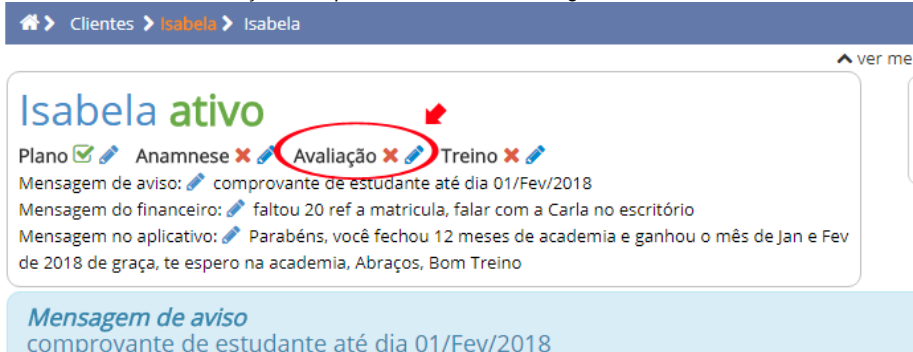 Clientes Isabela Isabela
ver me
Isabela ativo
Plano Anamnese Avaliação Treino
Mensagem de aviso: comprovante de estudante até dia 01/Fev/2018
Mensagem do financeiro: faltou 20 ref a matricula, falar com a Carla no escritório
Mensagem no aplicativo: Parabéns, você fechou 12 meses de academia e ganhou o mês de Jan e Fev
de 2018 de graça, te espero na academia, Abraços, Bom Treino
Mensagem de aviso
comprovante de estudante até dia 01/Fev/2018